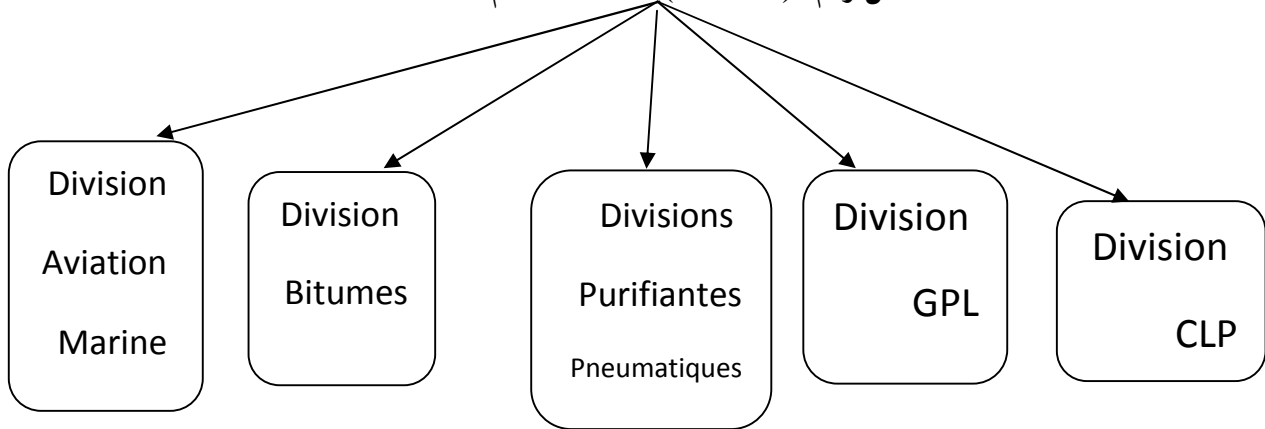 Division
Aviation
Marine
Division
Bitumes
Divisions
Purifiantes
Pneumatiques
Division
GPL
Division
CLP